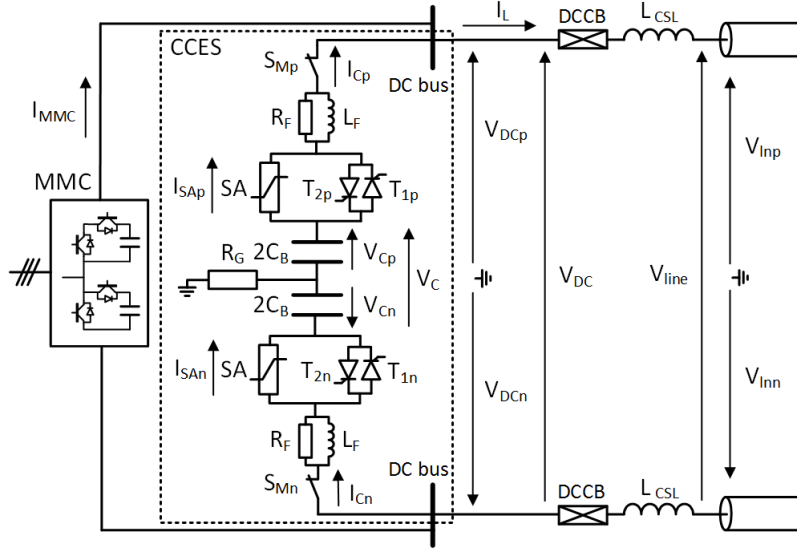 CCES
I_L
DCCB
L_CSL
S_Mp
I_Cp
DC bus
I_MMC
R_F
L_F
V_DCp
V_lnp
MMC
I_SAp
SA
T_2p
T_1p
R_G
2C_B
V_Cp
V_C
V_DC
V_line
2C_B
V_Cn
I_SAn
SA
T_2n
T_1n
V_DCn
V_lnn
R_F
L_F
S_Mn
I_Cn
DC bus
DCCB
L_CSL